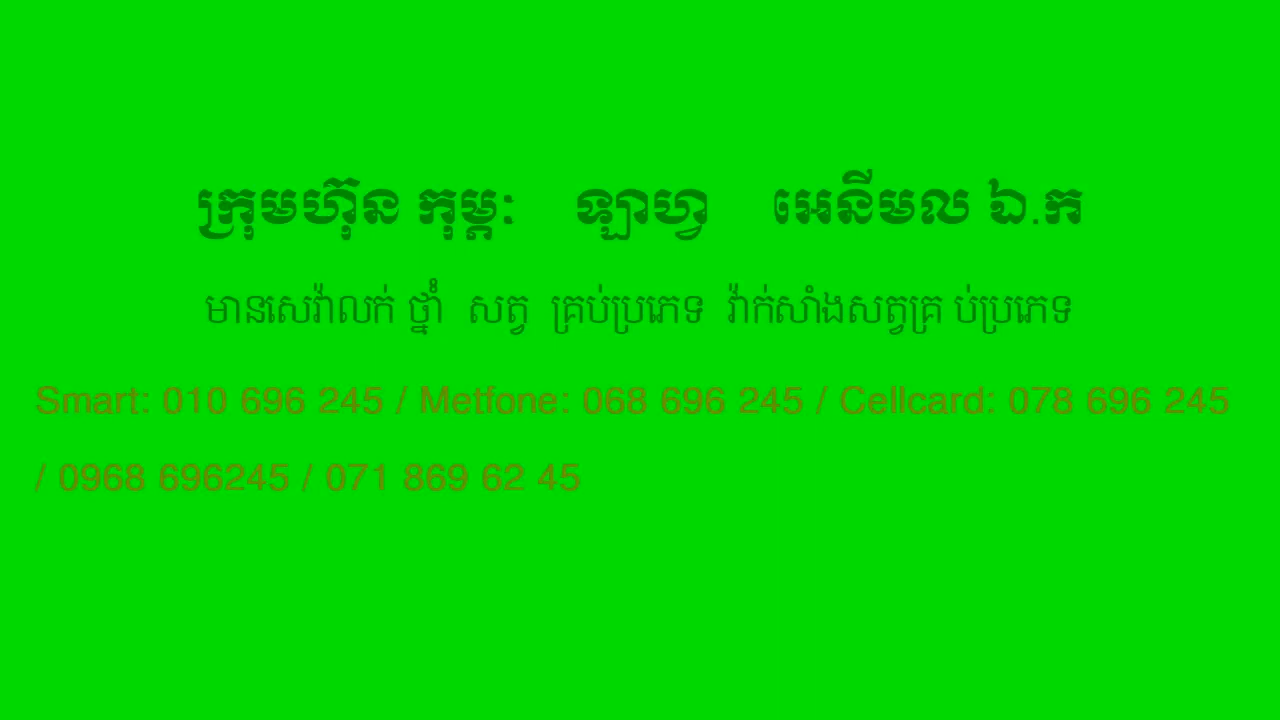 ក្រុមហ៊ុន កុម្ភៈ ឡាហ្វ អេនីមល ឯ.ក
មានសេវ៉ាលក់ ថ្នាំ សត្វ គ្រប់ប្រភេទ វ៉ាក់សាំងសត្វគ្រ ប់ប្រភេទ
Smart: 010 696 245 / Metfone: 068 696 245 / Cellcard: 078 696 245
/ 0968 696245 / 071 869 62 45